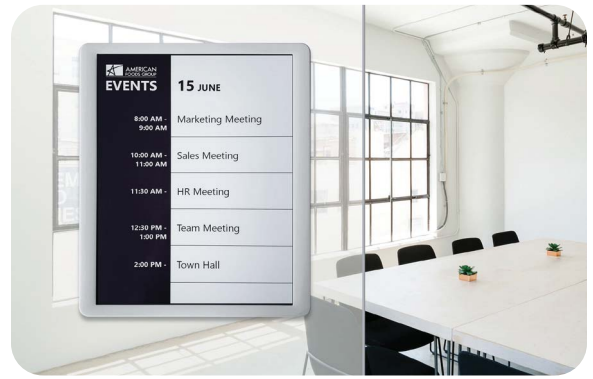 AMERICAN
FOODS GROUP
EVENTS
15 JUNE
8:00 AM -
9:00 AM
Marketing Meeting
10:00 AM -
11:00 AM
Sales Meeting
11:30 AM -
HR Meeting
12:30 PM -
1:00 PM
Team Meeting
2:00 PM -
Town Hall